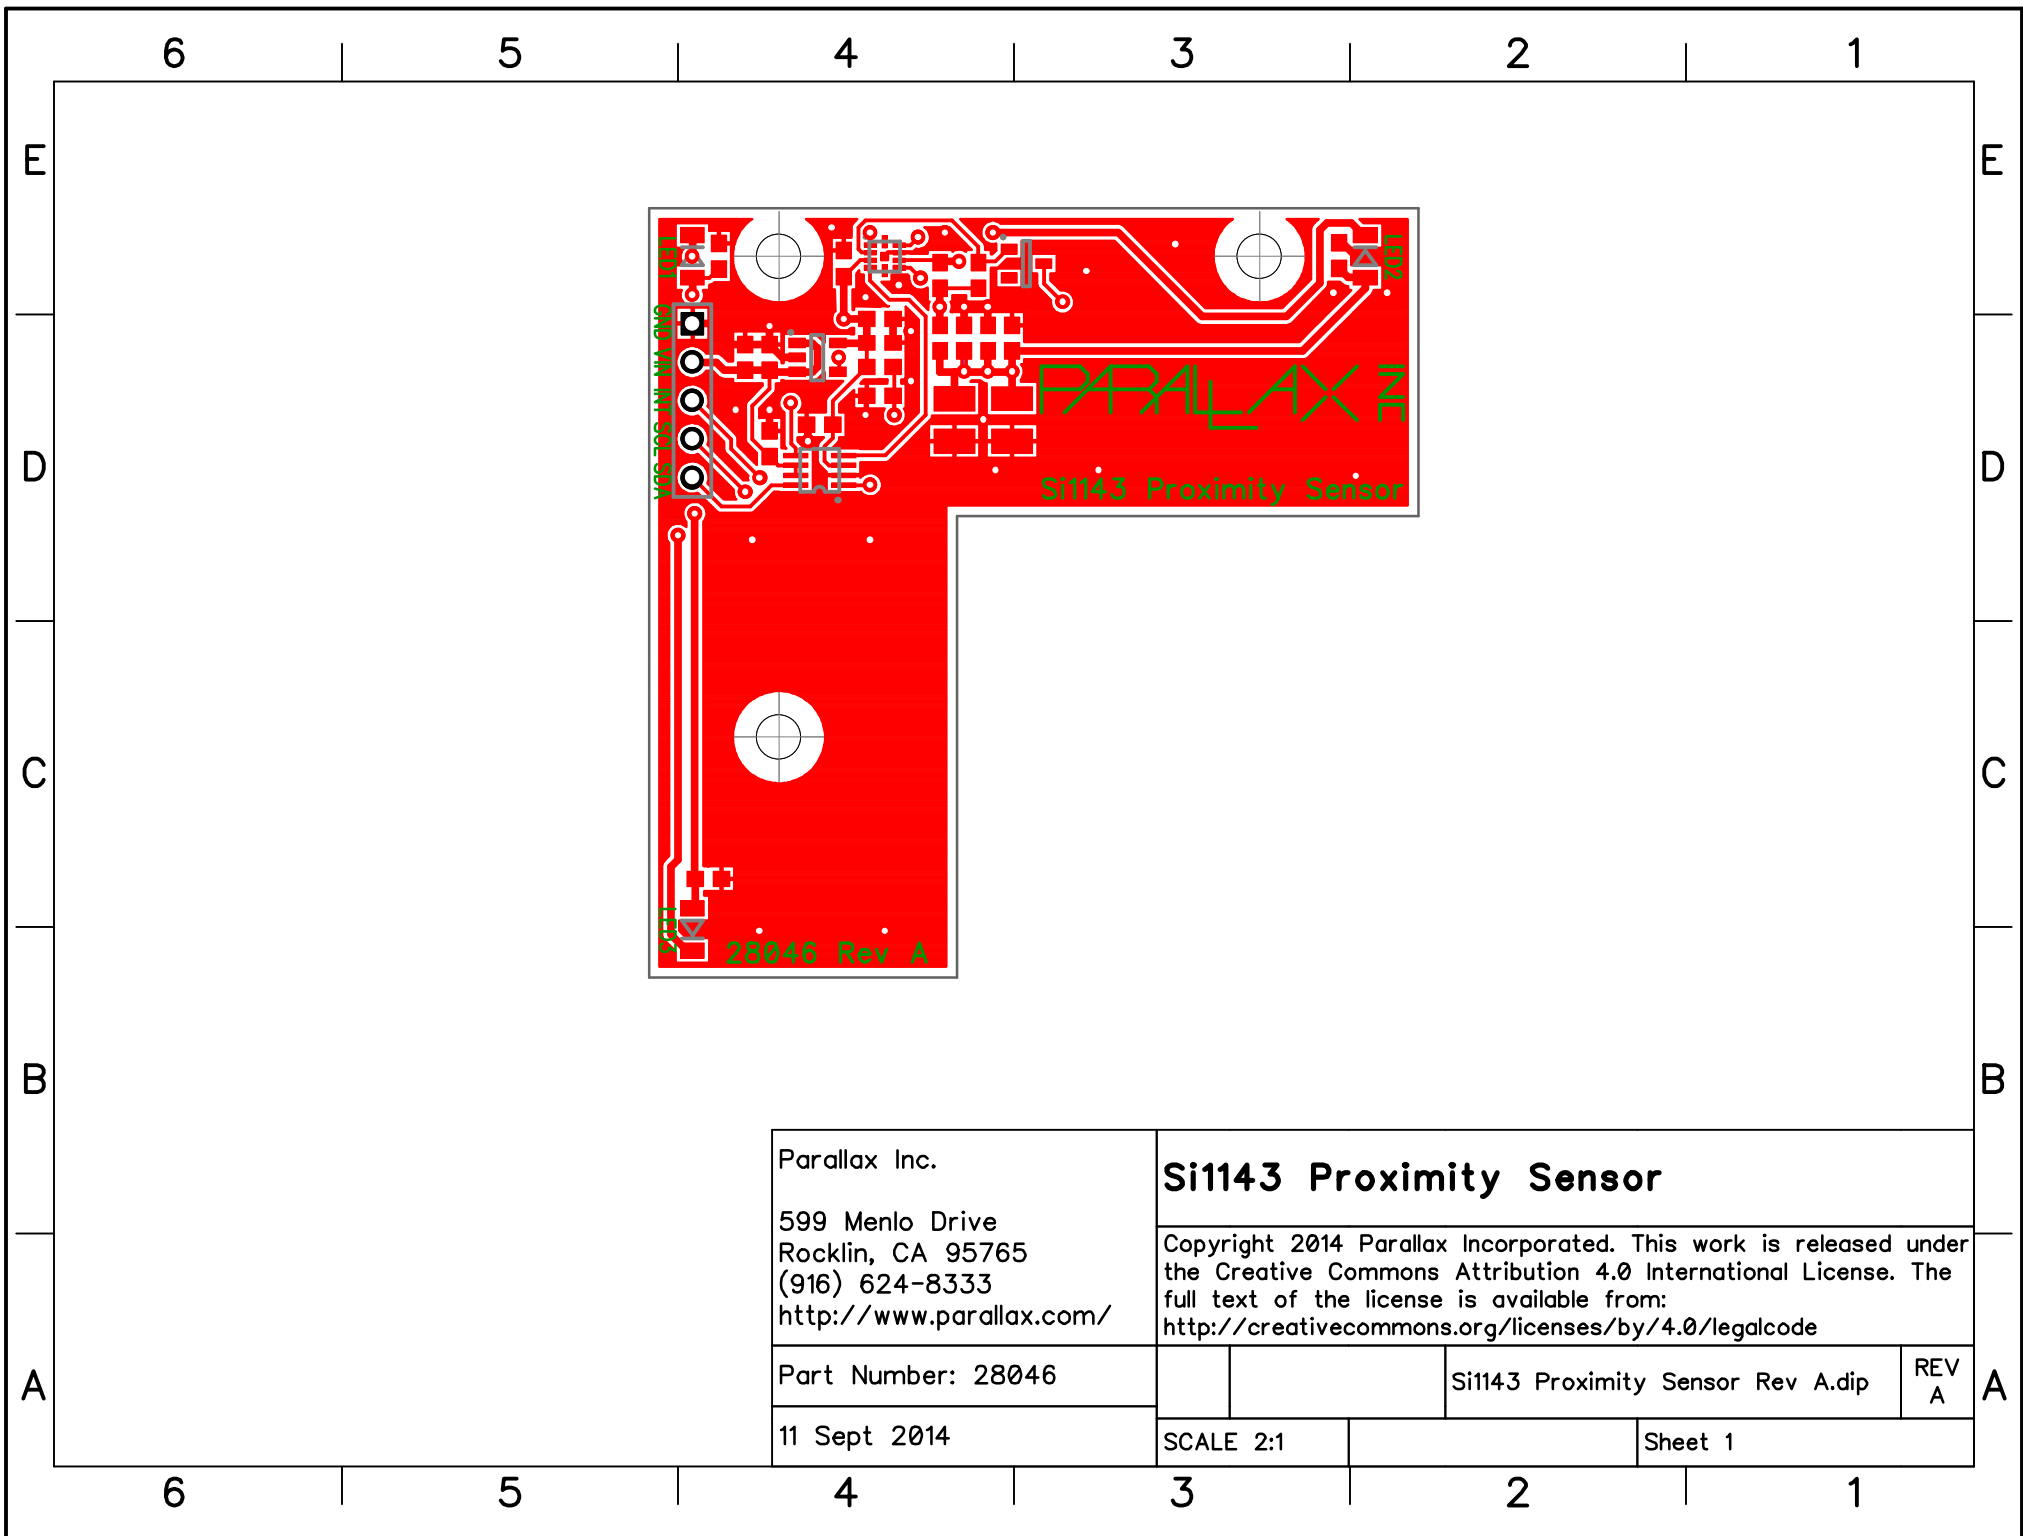 6 5 4 3 2 1
E E
LED1 LED2
GND VIN INT SCL SDA
PARALLAX INC
D D
Si1143 Proximity Sensor
C C
LED3
28046 Rev A
B B
Parallax Inc.
599 Menlo Drive
Rocklin, CA 95765
(916) 624-8333
http://www.parallax.com/
Si1143 Proximity Sensor
Copyright 2014 Parallax Incorporated. This work is released under
the Creative Commons Attribution 4.0 International License. The
full text of the license is available from:
http://creativecommons.org/licenses/by/4.0/legalcode
A A
Part Number: 28046
Si1143 Proximity Sensor Rev A.dip
REV
A
11 Sept 2014
SCALE 2:1
Sheet 1
6 5 4 3 2 1